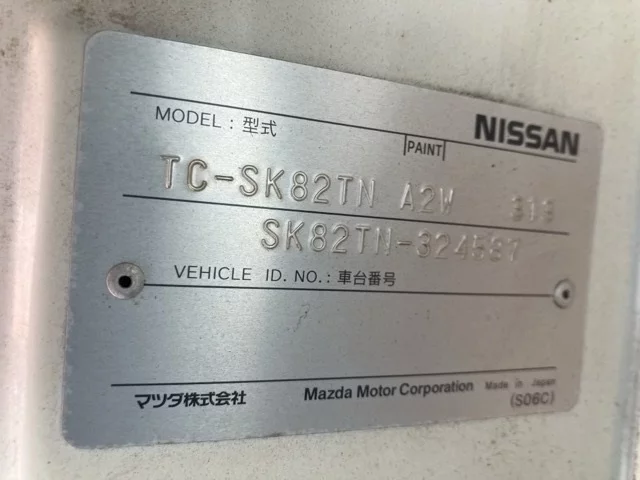 NISSAN
MODEL : 型式
PAINT
TC-SK82TN A2W
SK82TN-324
VEHICLE ID. NO. : 車台番号
マツダ株式会社 Mazda Motor Corporation Made in Japan
(S06C)